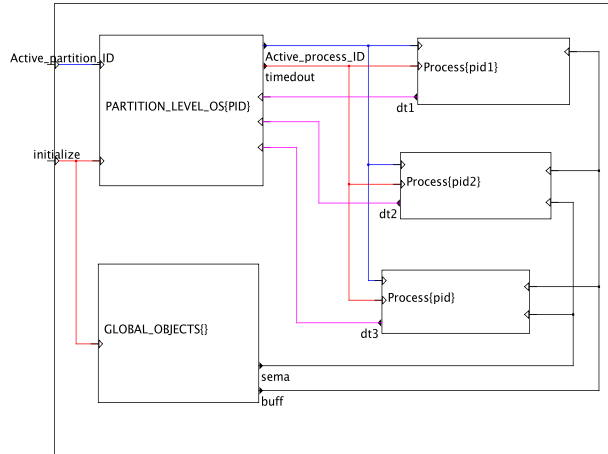 Active_partition_ID
Active_process_ID
timedout
Process{pid1}
PARTITION_LEVEL_OS{PID}
dt1
initialize
Process{pid2}
dt2
Process{pid}
GLOBAL_OBJECTS{}
dt3
sema
buff